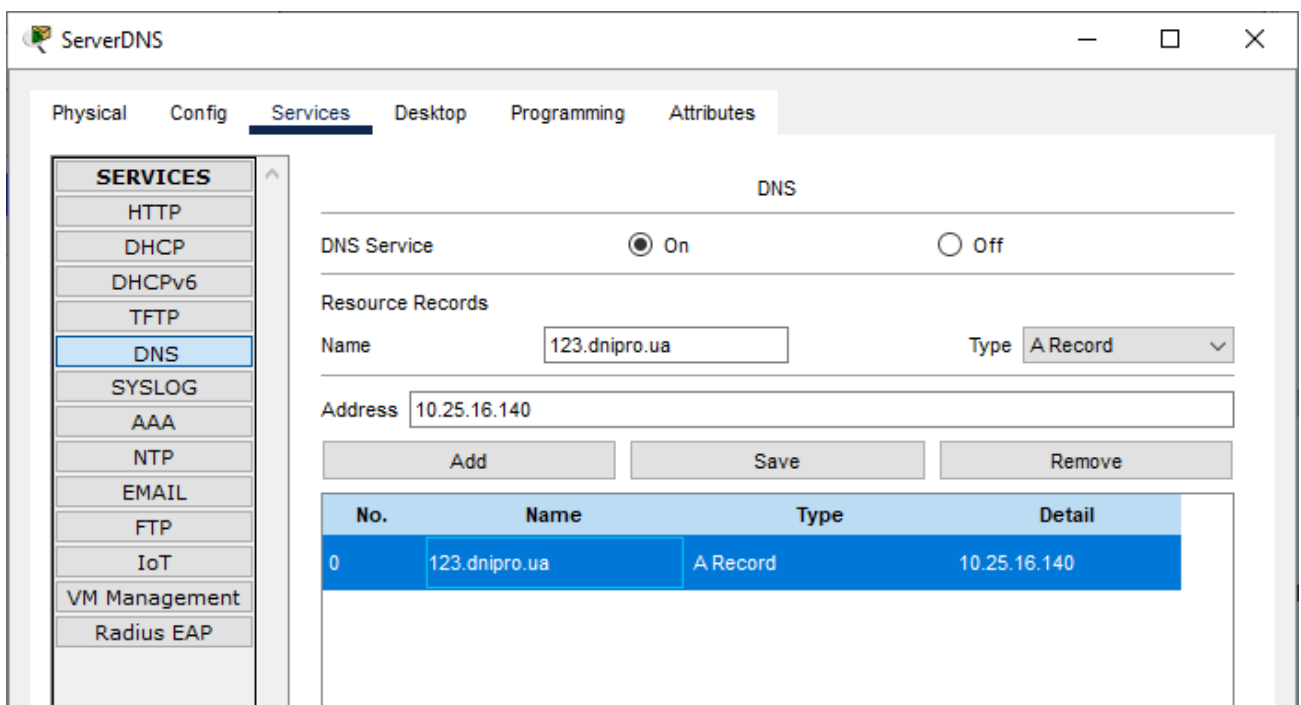 ServerDNS
Physical Config Services Desktop Programming Attributes
SERVICES
HTTP
DHCP
DHCPv6
TFTP
DNS
SYSLOG
AAA
NTP
EMAIL
FTP
IoT
VM Management
Radius EAP
DNS
DNS Service On Off
Resource Records
Name 123.dnipro.ua Type A Record
Address 10.25.16.140
Add Save Remove
No. Name Type Detail
0 123.dnipro.ua A Record 10.25.16.140